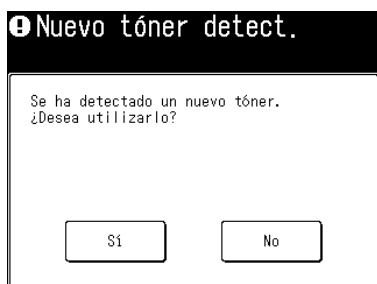 Nuevo tóner detect.
Se ha detectado un nuevo tóner.
¿Desea utilizarlo?
Sí
No